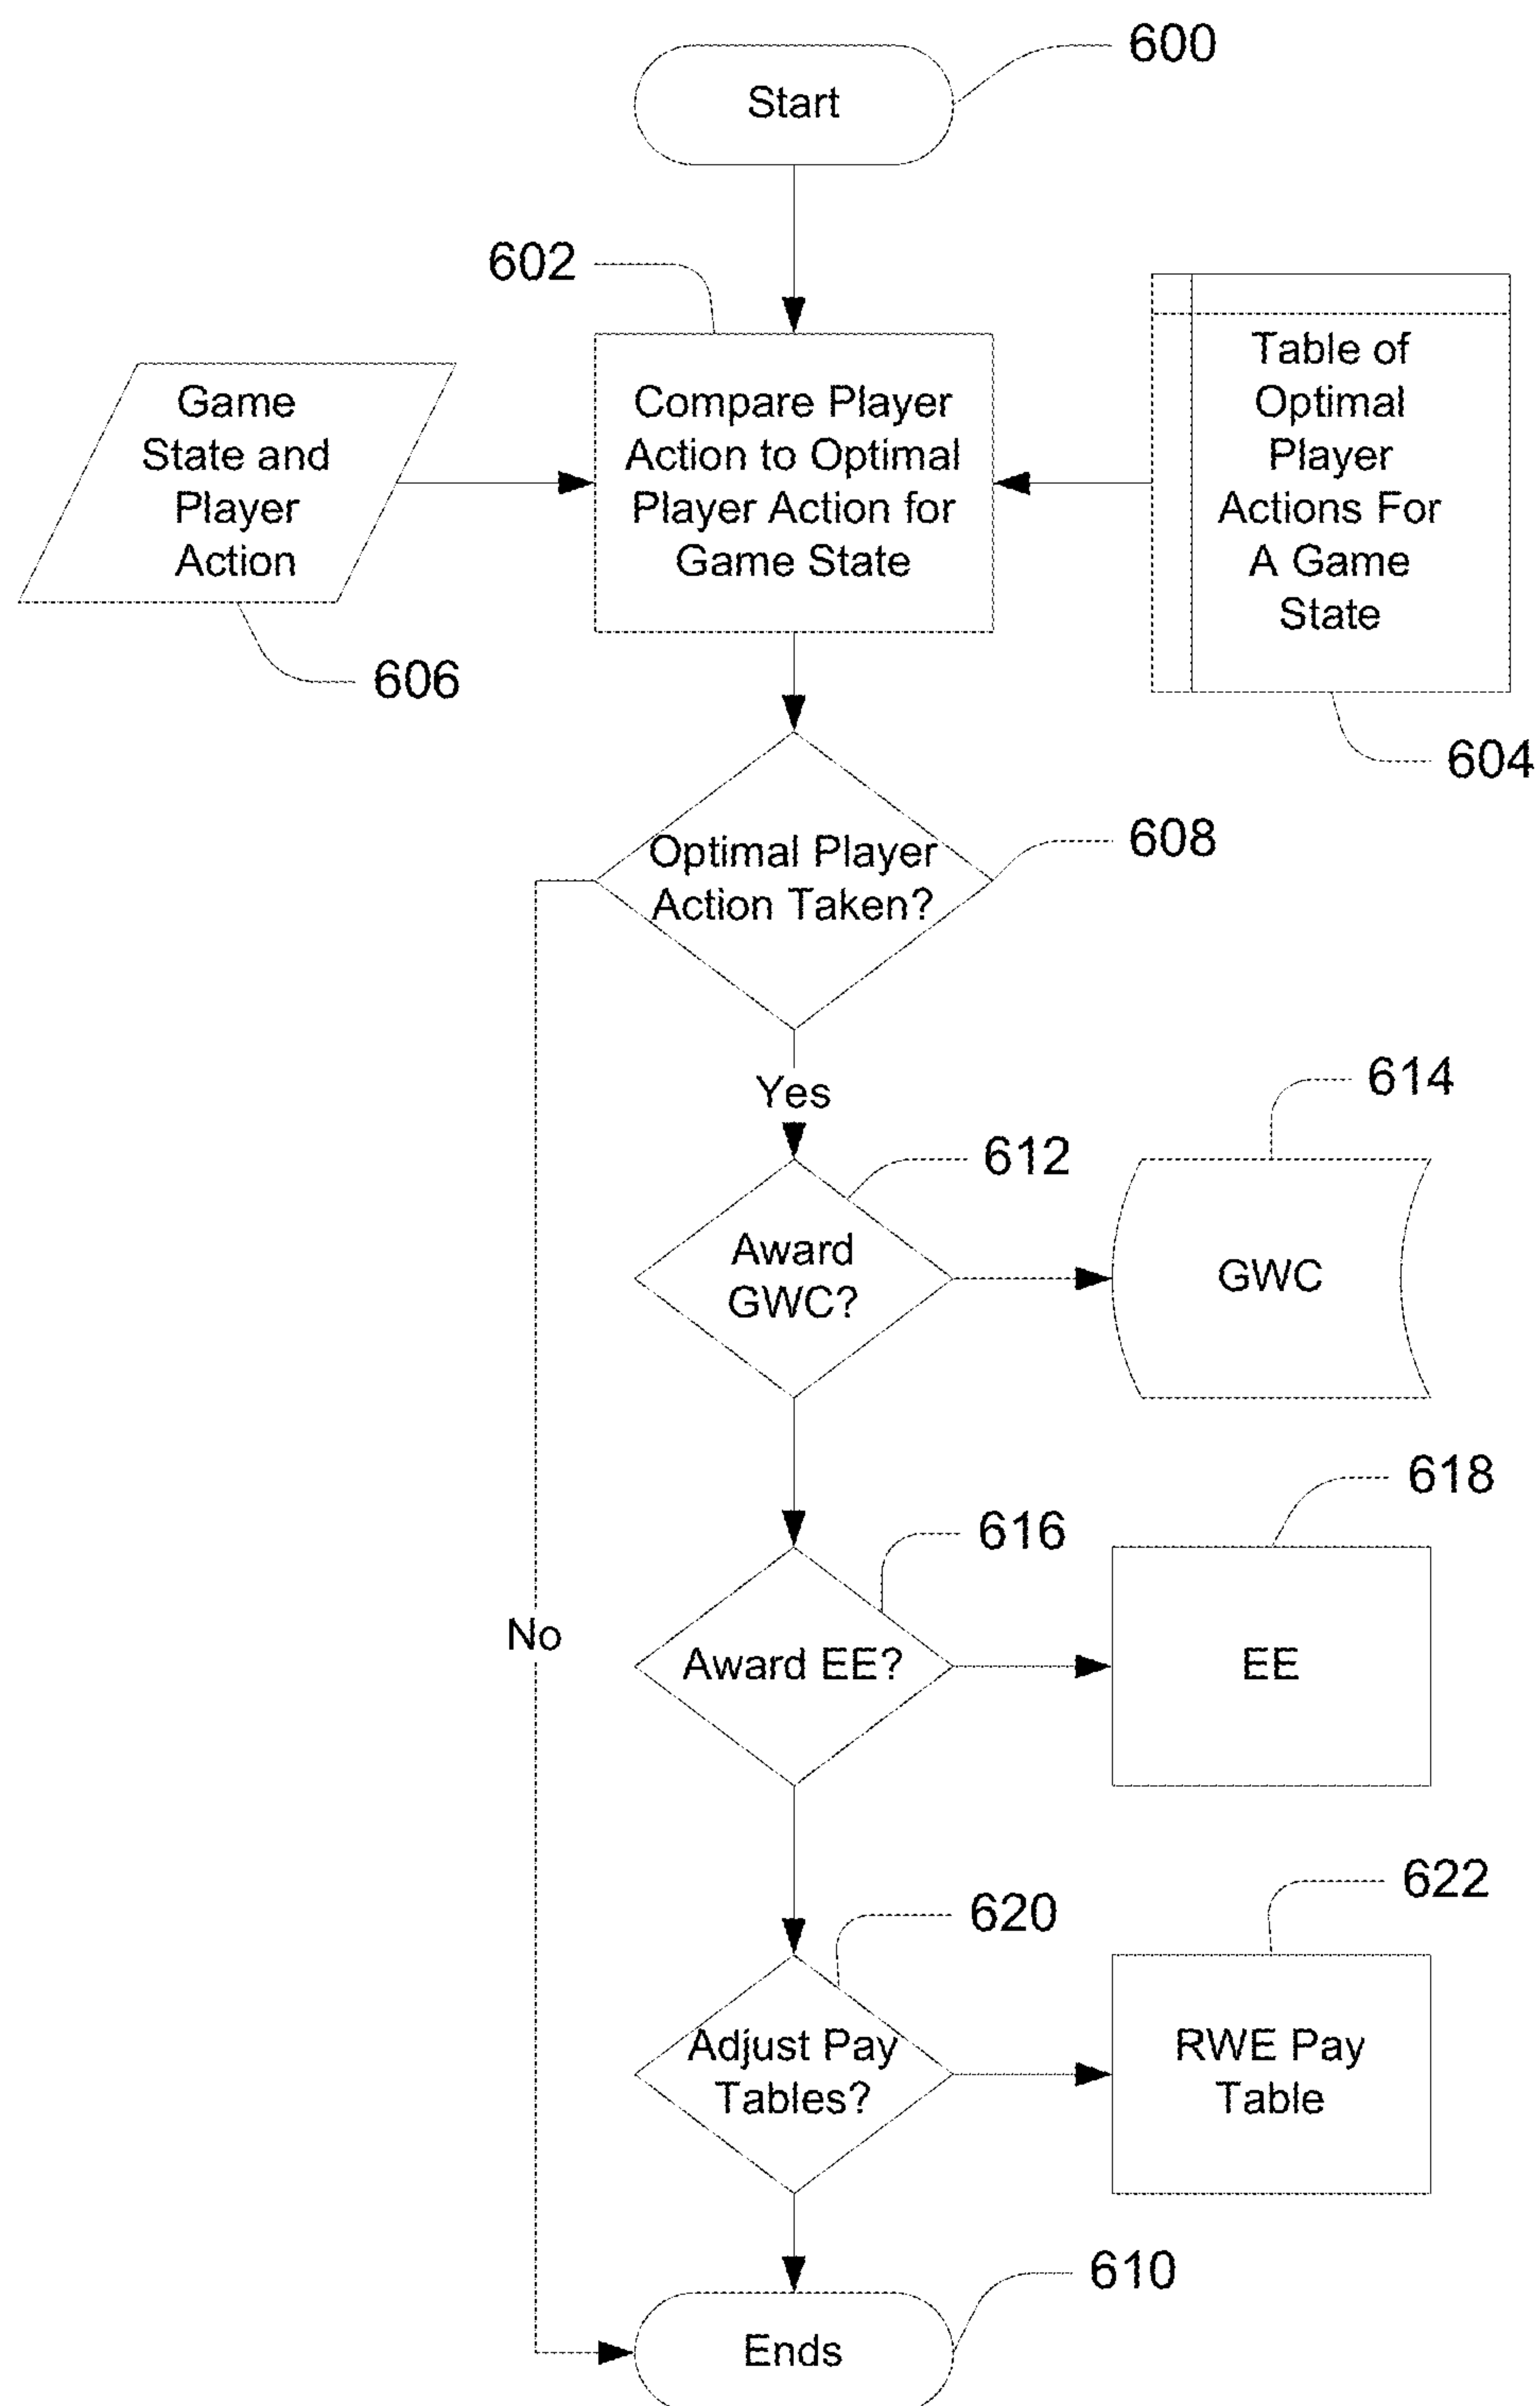 600
Start
602
Game
State and
Player
Action
Compare Player
Action to Optimal
Player Action for
Game State
Table of
Optimal
Player
Actions For
A Game
State
606
604
Optimal Player
Action Taken?
608
Yes
614
612
Award
GWC?
GWC
618
616
No
Award EE?
EE
622
620
Adjust Pay
Tables?
RWE Pay
Table
610
Ends